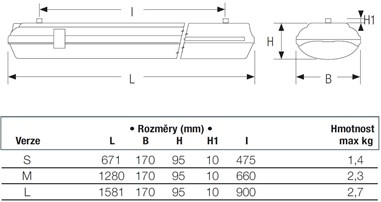 I
H1
H
L
B
• Rozměry (mm) •
Hmotnost
Verze L B H H1 I max kg
S 671 170 95 10 475 1,4
M 1280 170 95 10 660 2,3
L 1581 170 95 10 900 2,7